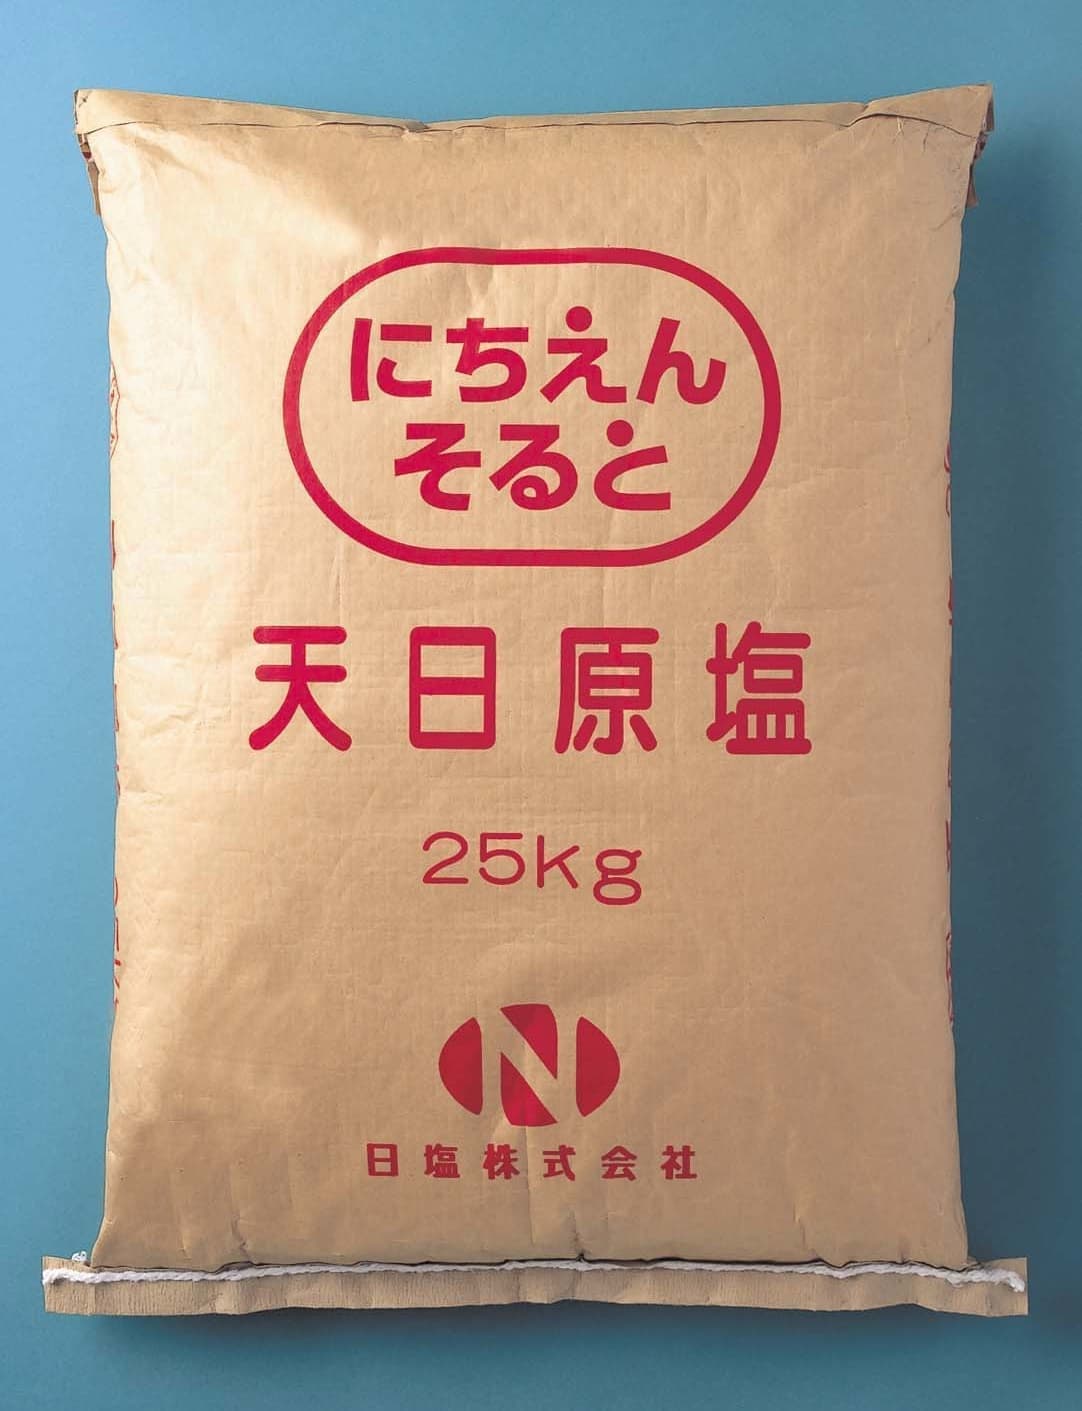 にちえん
そると
天日原塩
25kg
N
日塩株式会社